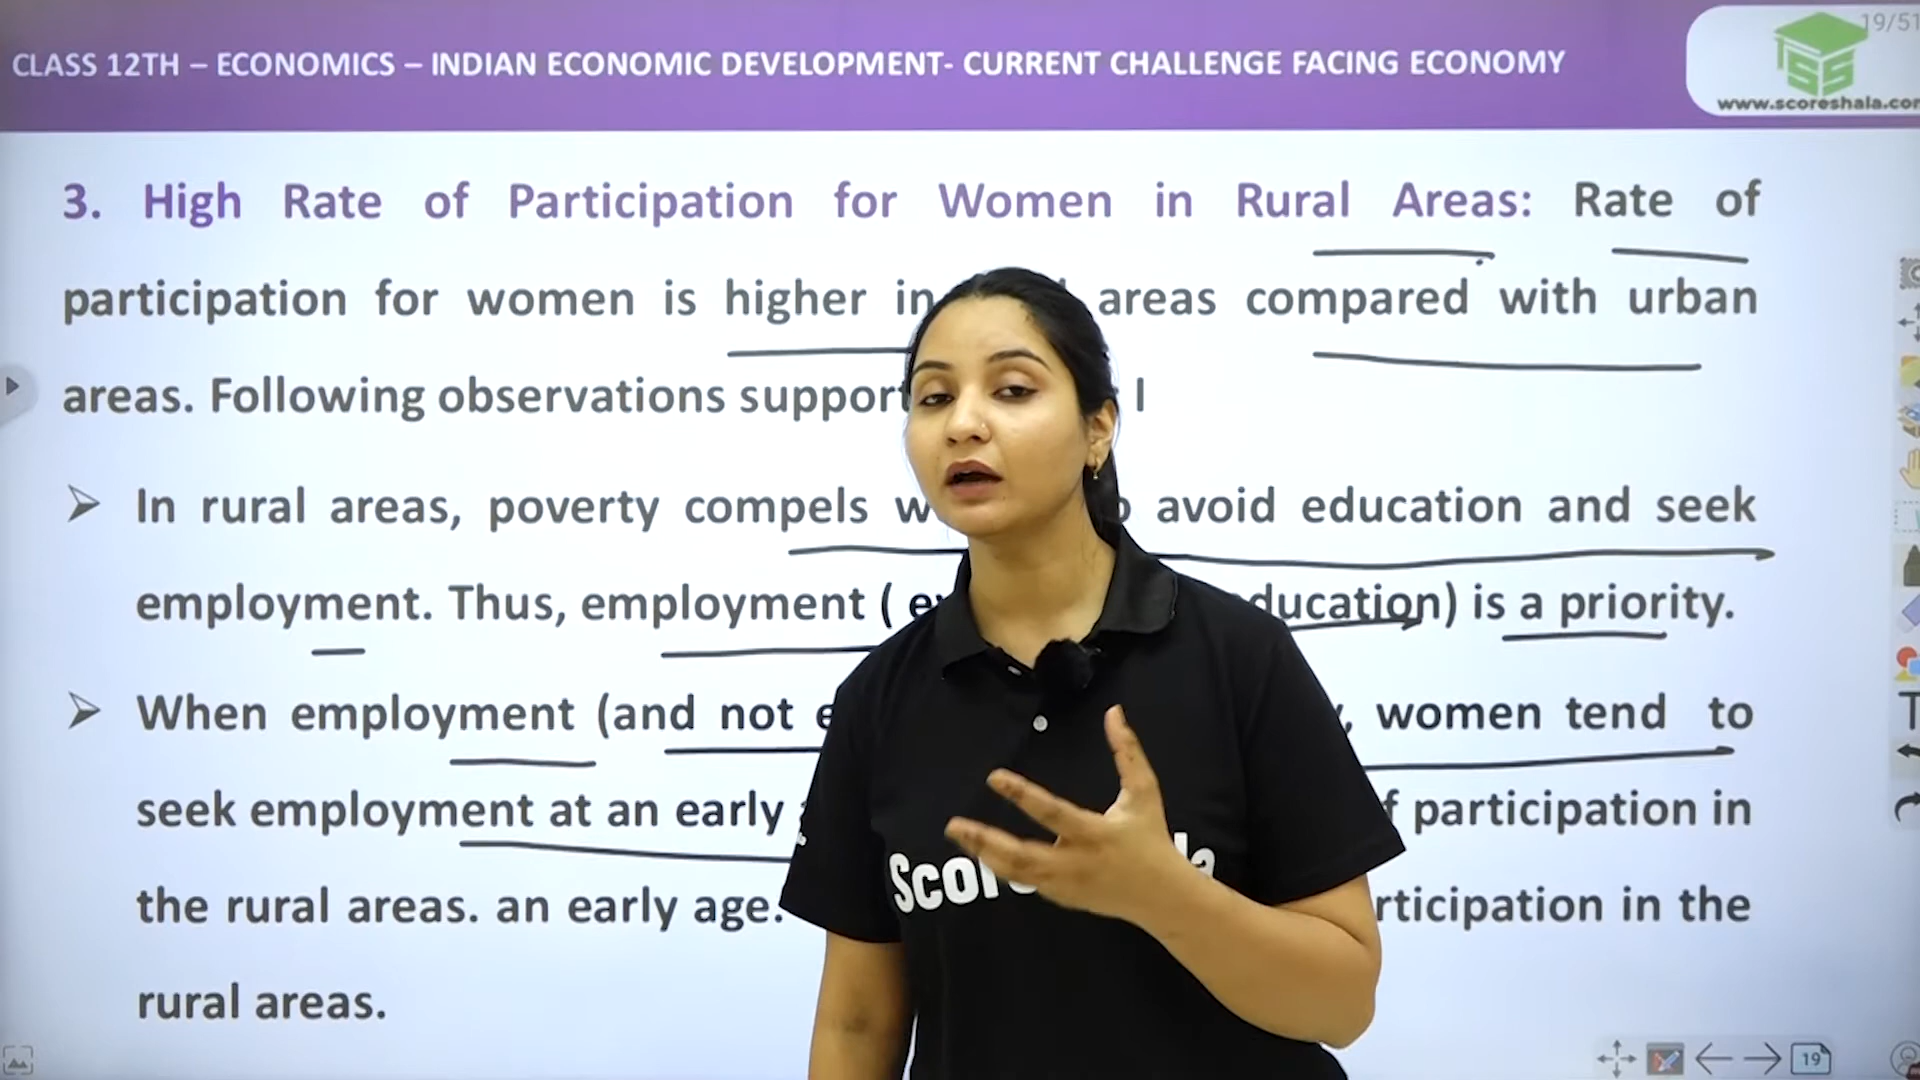 CLASS 12TH – ECONOMICS – INDIAN ECONOMIC DEVELOPMENT- CURRENT CHALLENGE FACING ECONOMY
19/51
www.scoreshala.com
3. High Rate of Participation for Women in Rural Areas: Rate of
participation for women is higher in areas compared with urban
areas. Following observations support
➢ In rural areas, poverty compels avoid education and seek
employment. Thus, employment ( education) is a priority.
➢ When employment (and not women tend to
seek employment at an early participation in
the rural areas. an early age. participation in the
rural areas.
19